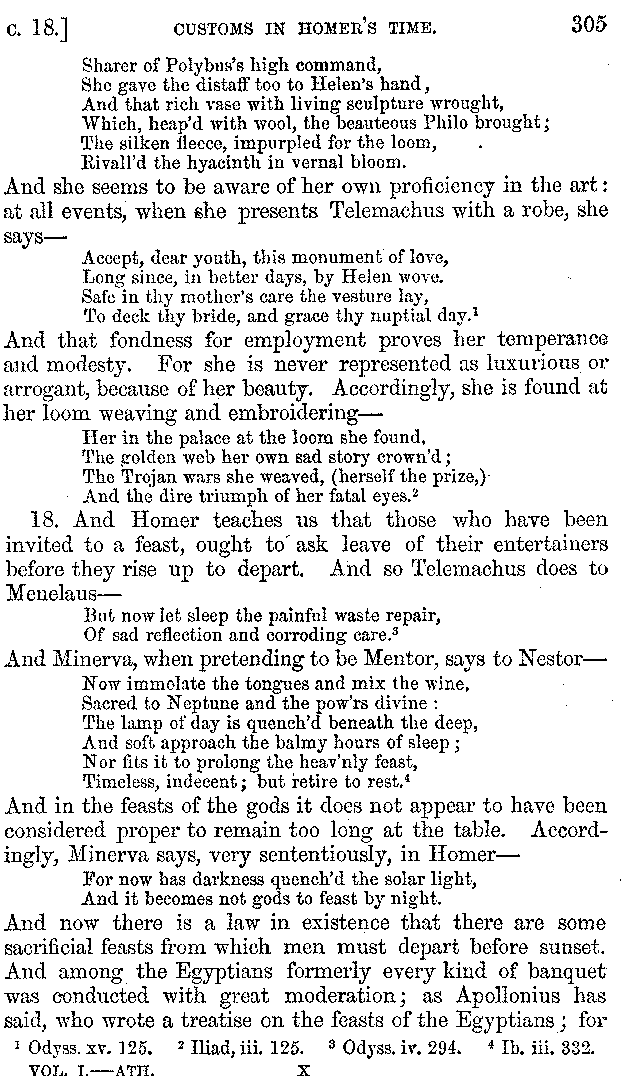 c. 18.] CUSTOMS IN HOMER'S TIME. 305
Sharer of Polybus's high command,
She gave the distaff too to Helen's hand,
And that rich vase with living sculpture wrought,
Which, heap'd with wool, the beauteous Philo brought;
The silken fleece, impurpled for the loom,
Rivall'd the hyacinth in vernal bloom.
And she seems to be aware of her own proficiency in the art:
at all events, when she presents Telemachus with a robe, she
says—
Accept, dear youth, this monument of love,
Long since, in better days, by Helen wove.
Safe in thy mother's care the vesture lay,
To deck thy bride, and grace thy nuptial day.¹
And that fondness for employment proves her temperance
and modesty. For she is never represented as luxurious or
arrogant, because of her beauty. Accordingly, she is found at
her loom weaving and embroidering—
Her in the palace at the loom she found,
The golden web her own sad story crown'd;
The Trojan wars she weaved, (herself the prize,)
And the dire triumph of her fatal eyes.²
18. And Homer teaches us that those who have been
invited to a feast, ought to ask leave of their entertainers
before they rise up to depart. And so Telemachus does to
Menelaus—
But now let sleep the painful waste repair,
Of sad reflection and corroding care.³
And Minerva, when pretending to be Mentor, says to Nestor—
Now immolate the tongues and mix the wine,
Sacred to Neptune and the pow'rs divine :
The lamp of day is quench'd beneath the deep,
And soft approach the balmy hours of sleep;
Nor fits it to prolong the heav'nly feast,
Timeless, indecent; but retire to rest.⁴
And in the feasts of the gods it does not appear to have been
considered proper to remain too long at the table. Accord-
ingly, Minerva says, very sententiously, in Homer—
For now has darkness quench'd the solar light,
And it becomes not gods to feast by night.
And now there is a law in existence that there are some
sacrificial feasts from which men must depart before sunset.
And among the Egyptians formerly every kind of banquet
was conducted with great moderation; as Apollonius has
said, who wrote a treatise on the feasts of the Egyptians; for
¹ Odyss. xv. 125. ² Iliad, iii. 125. ³ Odyss. iv. 294. ⁴ Ib. iii. 332.
VOL. I.—ATH. X